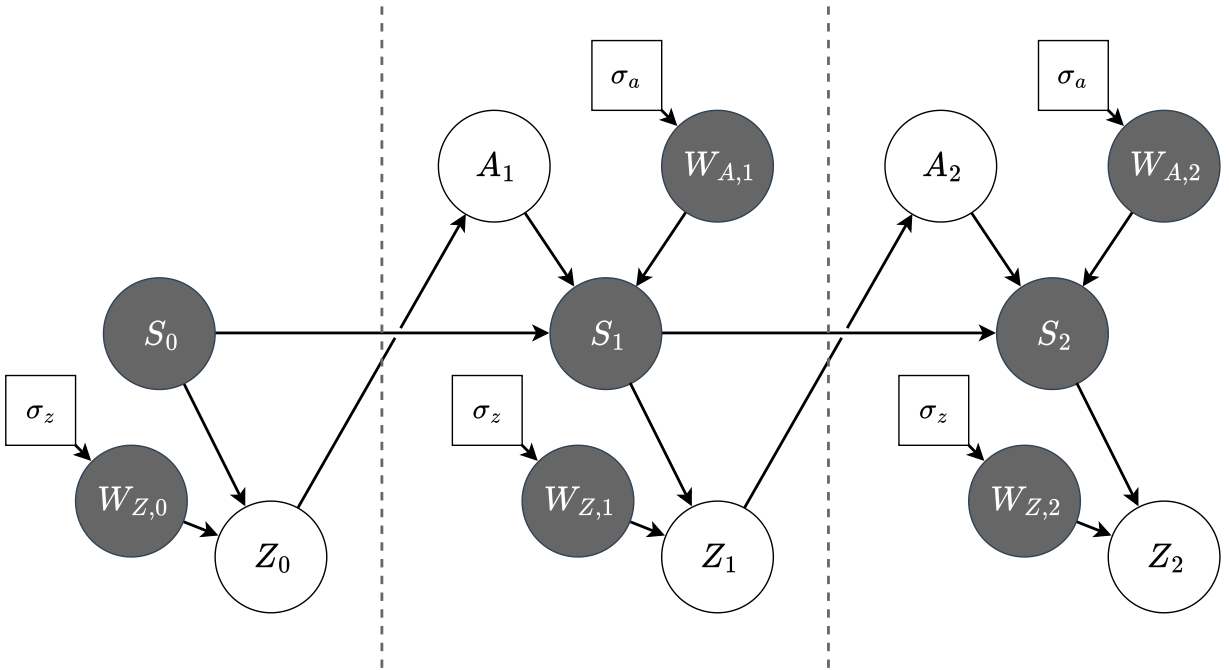 σ_a
σ_a
A_1
W_{A,1}
A_2
W_{A,2}
S_0
S_1
S_2
σ_z
σ_z
σ_z
W_{Z,0}
W_{Z,1}
W_{Z,2}
Z_0
Z_1
Z_2